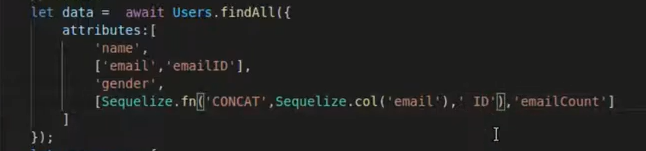 let data =  await Users.findAll({
attributes:[
'name',
['email','emailID'],
'gender',
[Sequelize.fn('CONCAT',Sequelize.col('email'),' ID'),'emailCount']
]
});